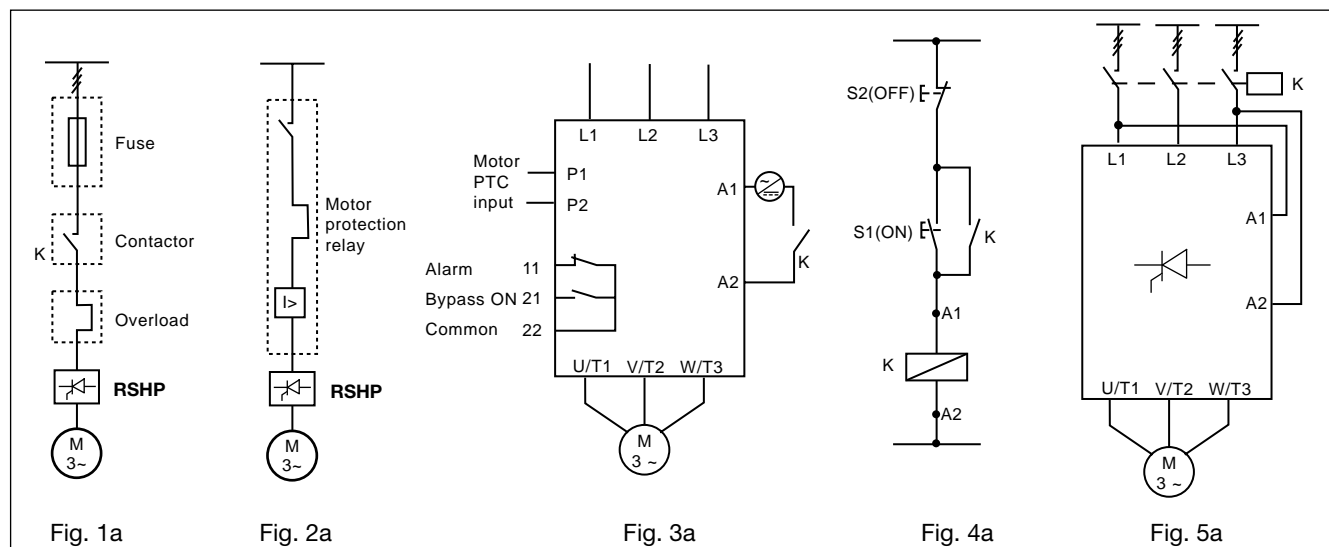 Fuse
K
Contactor
Overload
RSHP
M
3~
Fig. 1a
Motor
protection
relay
I>
RSHP
M
3~
Fig. 2a
L1 L2 L3
Motor
PTC
input
P1
P2
A1
~
K
A2
Alarm 11
Bypass ON 21
Common 22
U/T1 V/T2 W/T3
M
3 ~
Fig. 3a
S2(OFF)
S1(ON)
K
A1
K
A2
Fig. 4a
K
L1 L2 L3
A1
A2
U/T1 V/T2 W/T3
M
3 ~
Fig. 5a